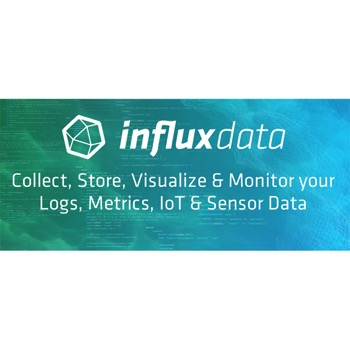 influxdata
Collect, Store, Visualize & Monitor your
Logs, Metrics, IoT & Sensor Data